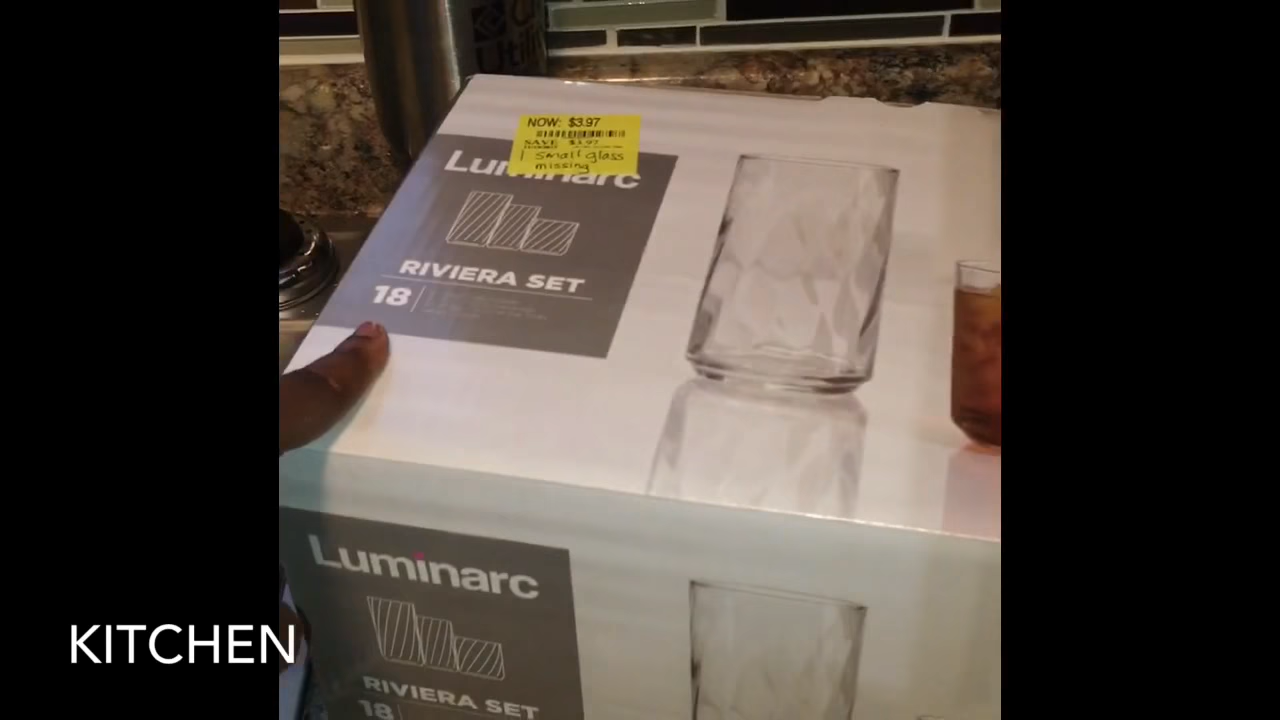 NOW: $3.97
SAVE $3.97
1 small glass
missing
Luminarc
RIVIERA SET
18
Luminarc
RIVIERA SET
18
KITCHEN